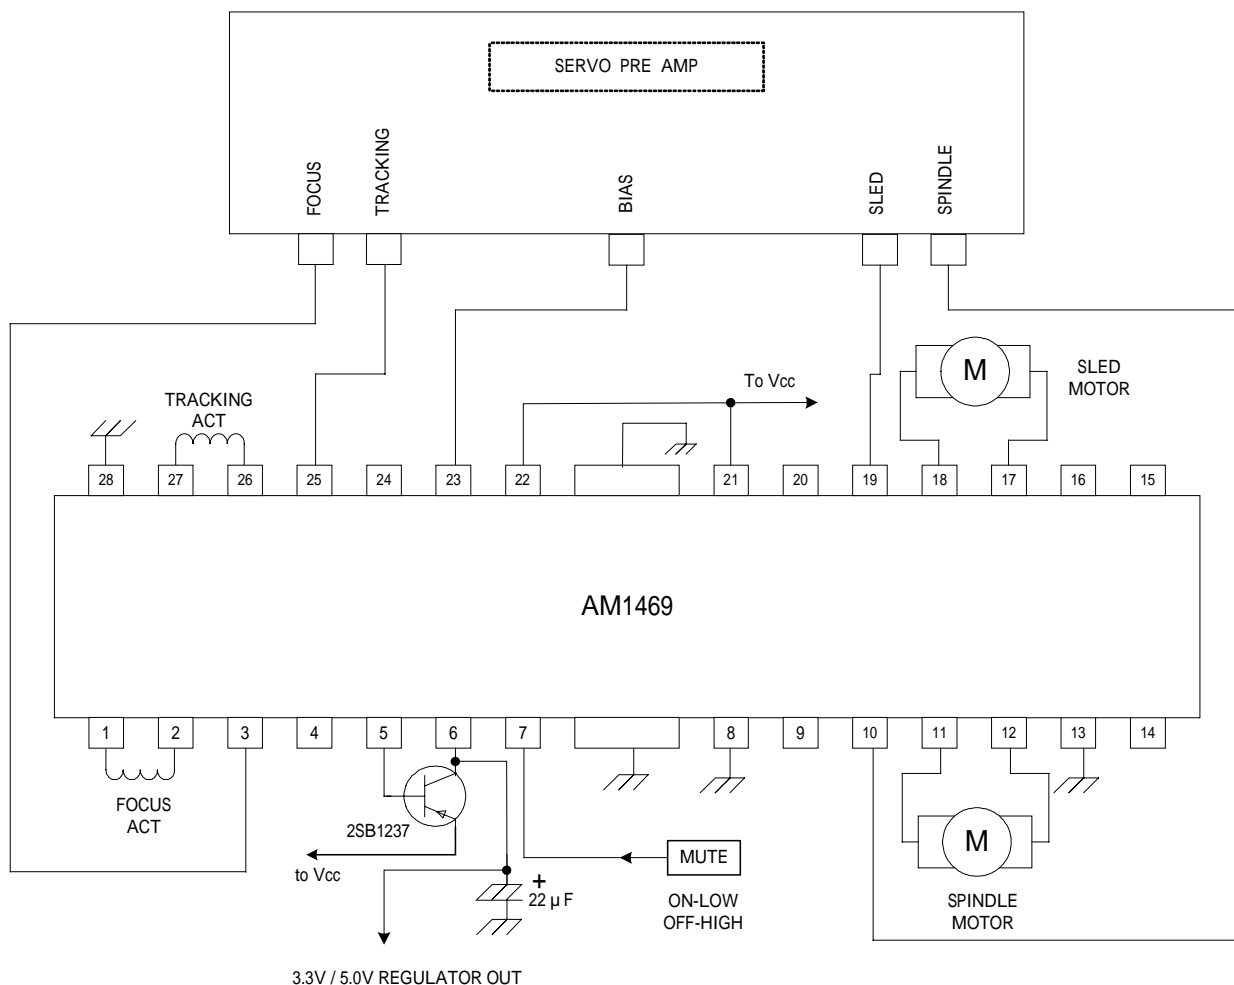 SERVO PRE AMP
FOCUS
TRACKING
BIAS
SLED
SPINDLE
To Vcc
M
SLED
MOTOR
TRACKING
ACT
28 27 26 25 24 23 22 21 20 19 18 17 16 15
AM1469
1 2 3 4 5 6 7 8 9 10 11 12 13 14
FOCUS
ACT
2SB1237
to Vcc
+
22 µ F
MUTE
ON-LOW
OFF-HIGH
M
SPINDLE
MOTOR
3.3V / 5.0V REGULATOR OUT